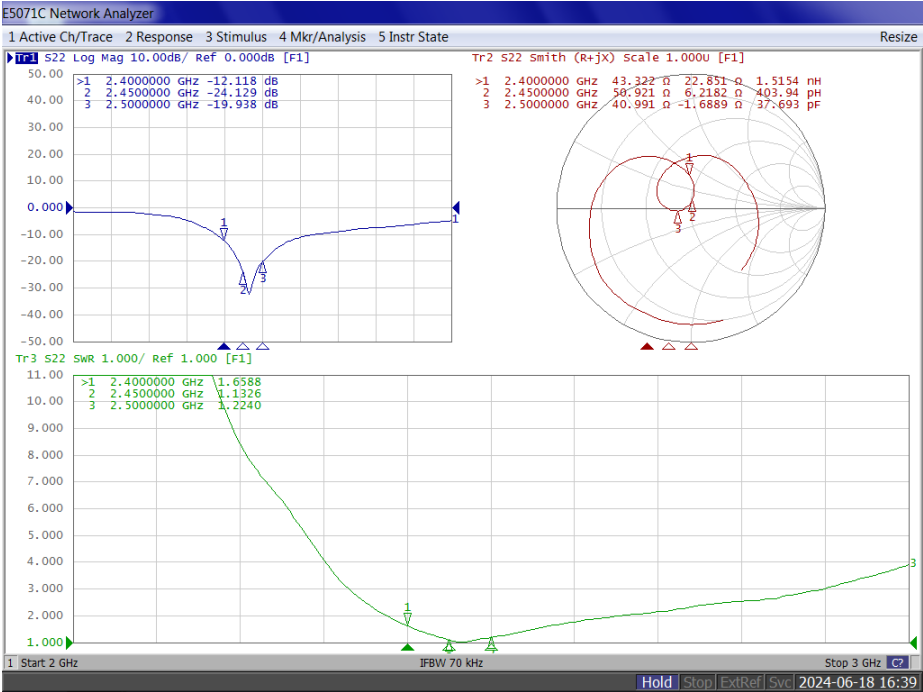 E5071C Network Analyzer
1 Active Ch/Trace 2 Response 3 Stimulus 4 Mkr/Analysis 5 Instr State Resize
Tr1 S22 Log Mag 10.00dB/ Ref 0.000dB [F1]
50.00
40.00
30.00
20.00
10.00
0.000
-10.00
-20.00
-30.00
-40.00
-50.00
>1 2.4000000 GHz -12.118 dB
2 2.4500000 GHz -24.129 dB
3 2.5000000 GHz -19.938 dB
1
2
3
1
Tr2 S22 Smith (R+jX) Scale 1.000U [F1]
>1 2.4000000 GHz 43.322 Ω 22.851 Ω 1.5154 nH
2 2.4500000 GHz 50.921 Ω 6.2182 Ω 403.94 pH
3 2.5000000 GHz 40.991 Ω -1.6889 Ω 37.693 pF
1
2
3
Tr3 S22 SWR 1.000/ Ref 1.000 [F1]
11.00
10.00
9.000
8.000
7.000
6.000
5.000
4.000
3.000
2.000
1.000
>1 2.4000000 GHz 1.6588
2 2.4500000 GHz 1.1326
3 2.5000000 GHz 1.2240
1
3
1 Start 2 GHz IFBW 70 kHz Stop 3 GHz C?
Hold Stop ExtRef Svc 2024-06-18 16:39